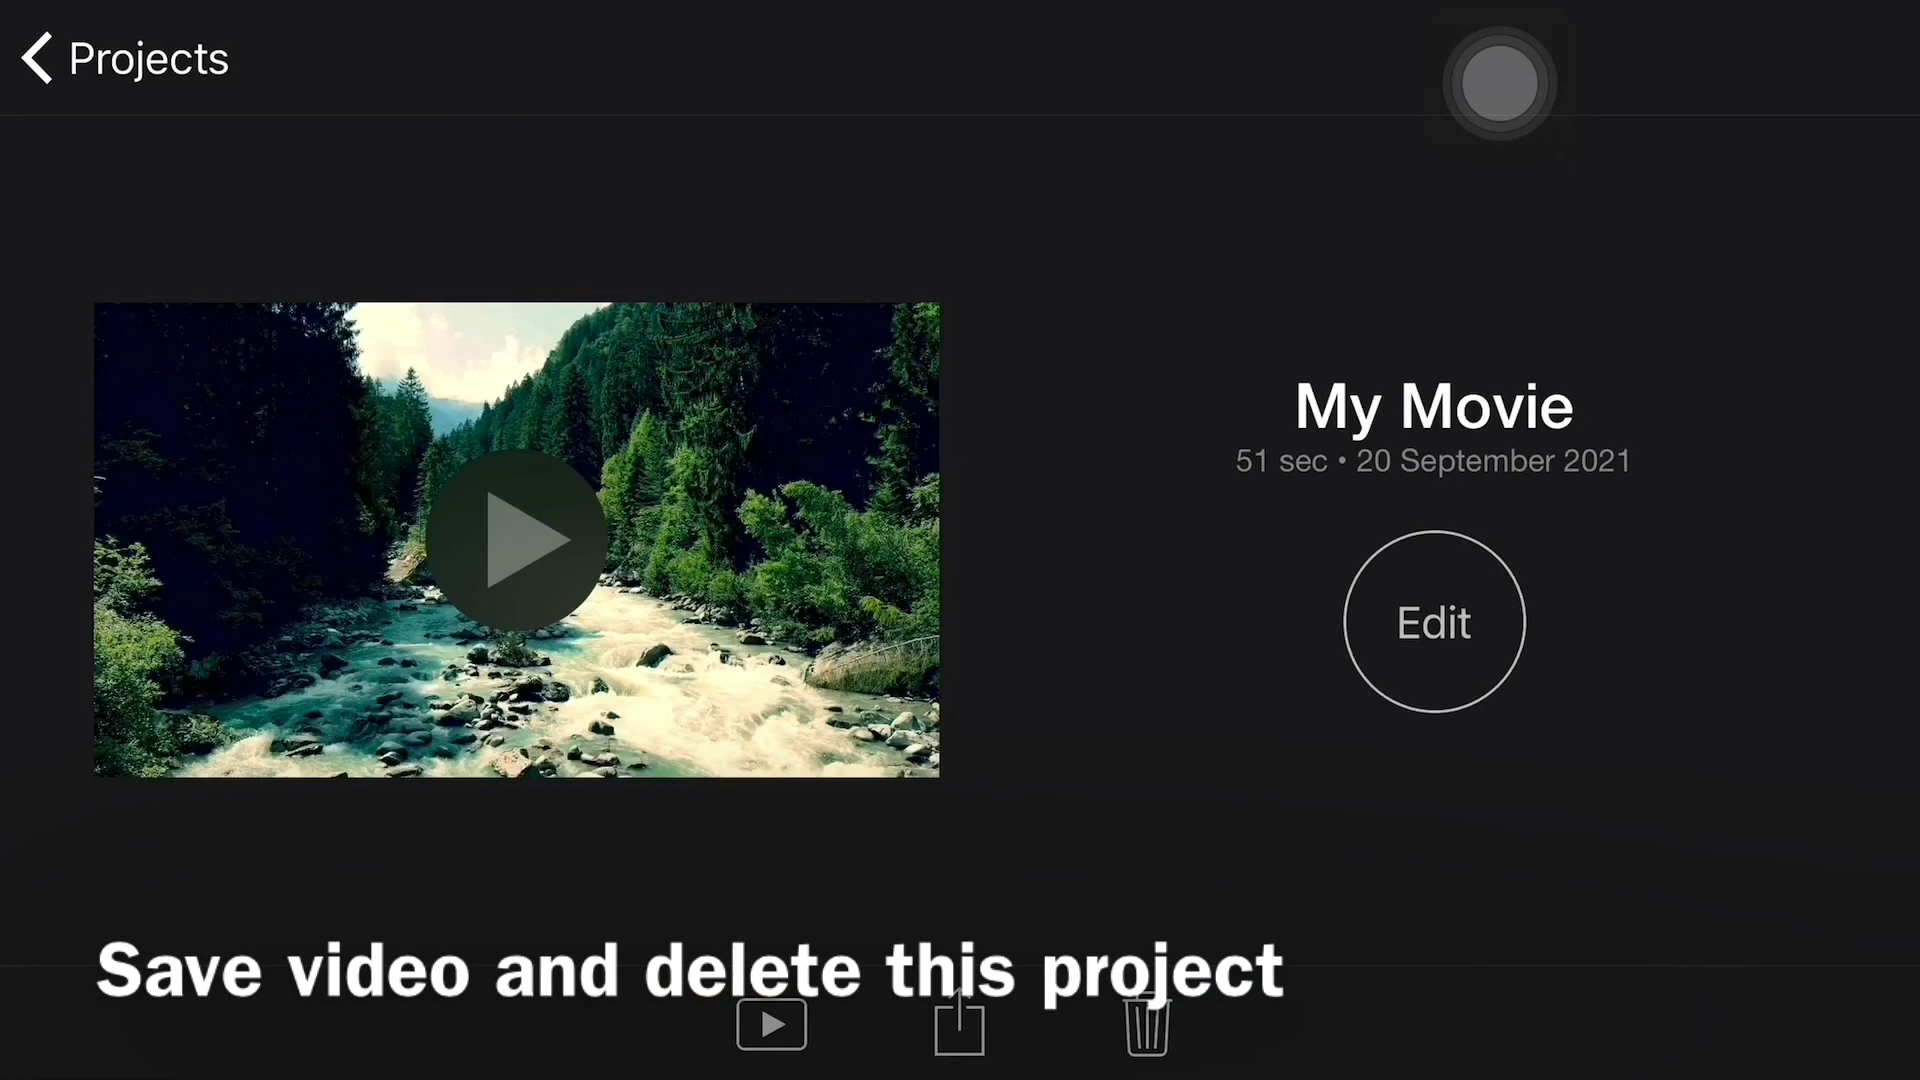 Projects
My Movie
51 sec • 20 September 2021
Edit
Save video and delete this project